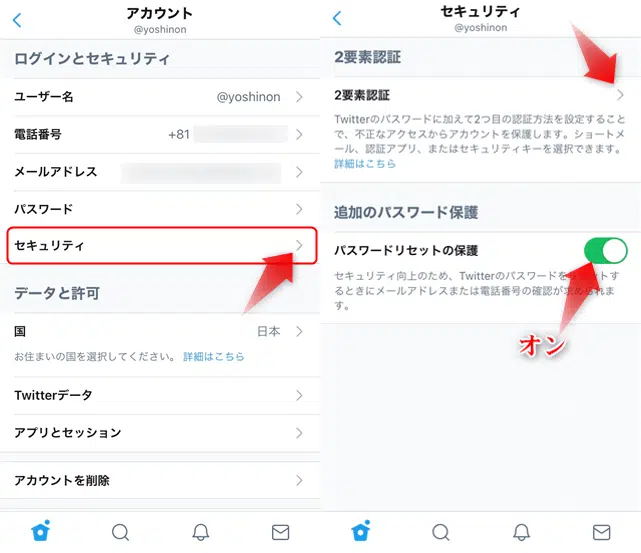 アカウント
@yoshinon
ログインとセキュリティ
ユーザー名 @yoshinon
電話番号 +81
メールアドレス
パスワード
セキュリティ
データと許可
国 日本
お住まいの国を選択してください。 詳細はこちら
Twitterデータ
アプリとセッション
アカウントを削除
セキュリティ
@yoshinon
2要素認証
2要素認証
Twitterのパスワードに加えて2つ目の認証方法を設定すること
で、不正なアクセスからアカウントを保護します。ショートメ
ール、認証アプリ、またはセキュリティキーを選択できます。
詳細はこちら
追加のパスワード保護
パスワードリセットの保護
セキュリティ向上のため、Twitterのパスワードを
するときにメールアドレスまたは電話番号の確認が求められま
す。
オン